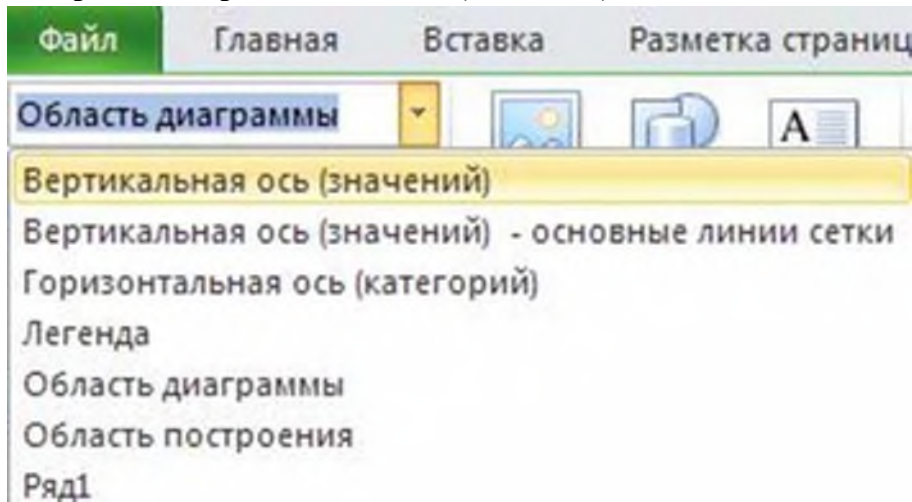 Файл Главная Вставка Разметка страниц
Область диаграммы A
Вертикальная ось (значений)
Вертикальная ось (значений) - основные линии сетки
Горизонтальная ось (категорий)
Легенда
Область диаграммы
Область построения
Ряд1